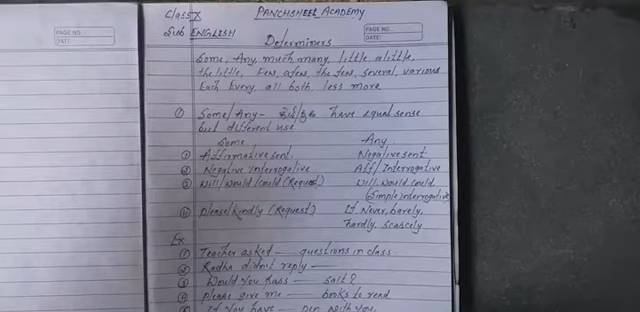 PAGE NO.:
DATE:
Class X
PANCHSHEEL ACADEMY
Sub ENGLISH
PAGE NO.:
DATE:
Determiners
Some, Any, much, many, little, a little,
the little, Few, a few, the few, several, various
Each Every, all both, less more
① Some/Any - have equal sense
but different use
Some Any
① Affirmative sent. Negative sent
② Negative interrogative Aff/Interrogative
③ Will/Would/Could (Request) Will Would Could
(Simple interrogative)
④ Please/Kindly (Request) If Never, barely,
hardly, scarcely
Ex
① Teacher asked — questions in class.
② Radha didn't reply —
③ Would you pass — salt?
④ please give me — books to read
If you have — pen with you,